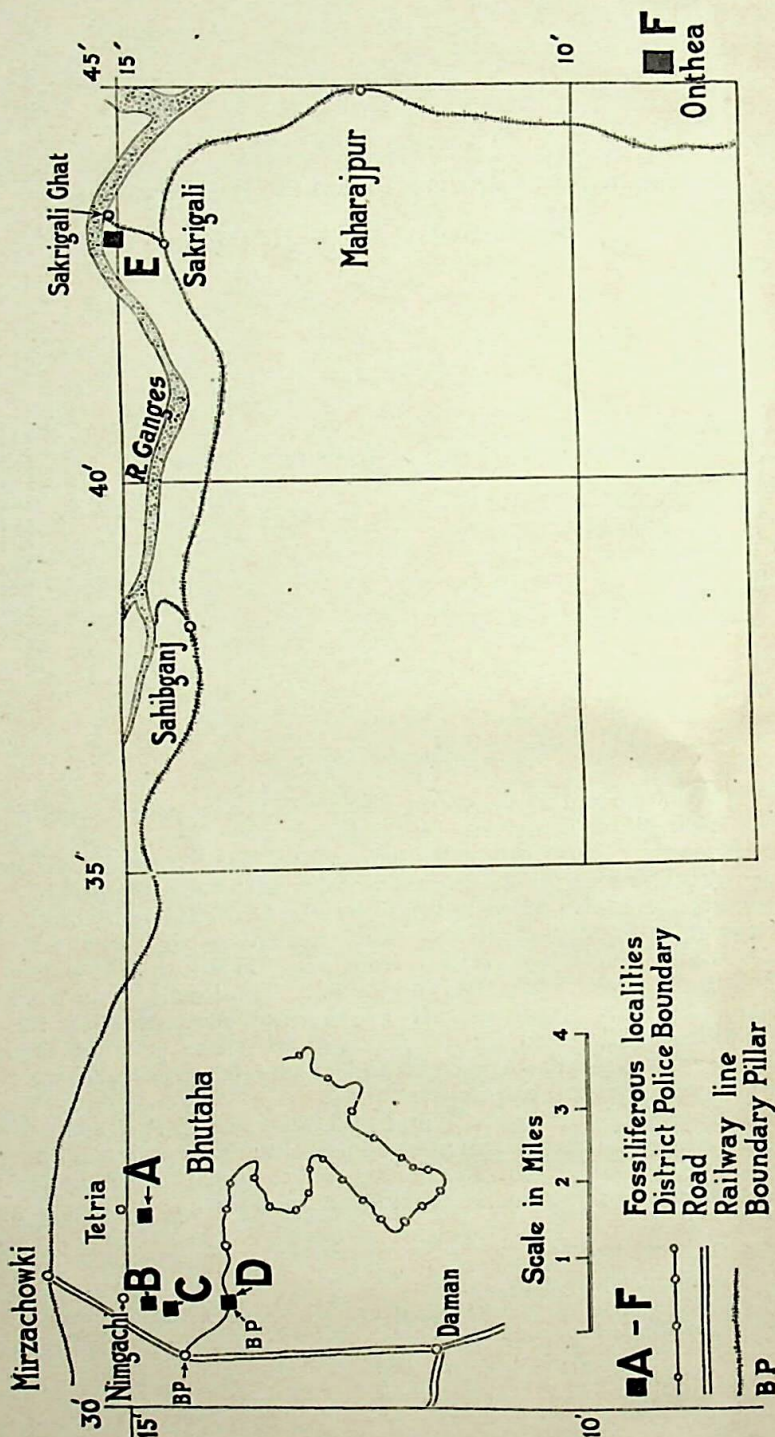 30'
15'
Mirzachowki
Tetria
Nimgachi
B
A
C
D
BP
BP
Bhutaha
Daman
35'
40'
R. Ganges
Sahibganj
Sakrigali Ghat
E
Sakrigali
Maharajpur
45'
15'
10'
F
Onthea
10'
Scale in Miles
1 2 3 4
A - F Fossiliferous localities
District Police Boundary
Road
Railway line
BP Boundary Pillar